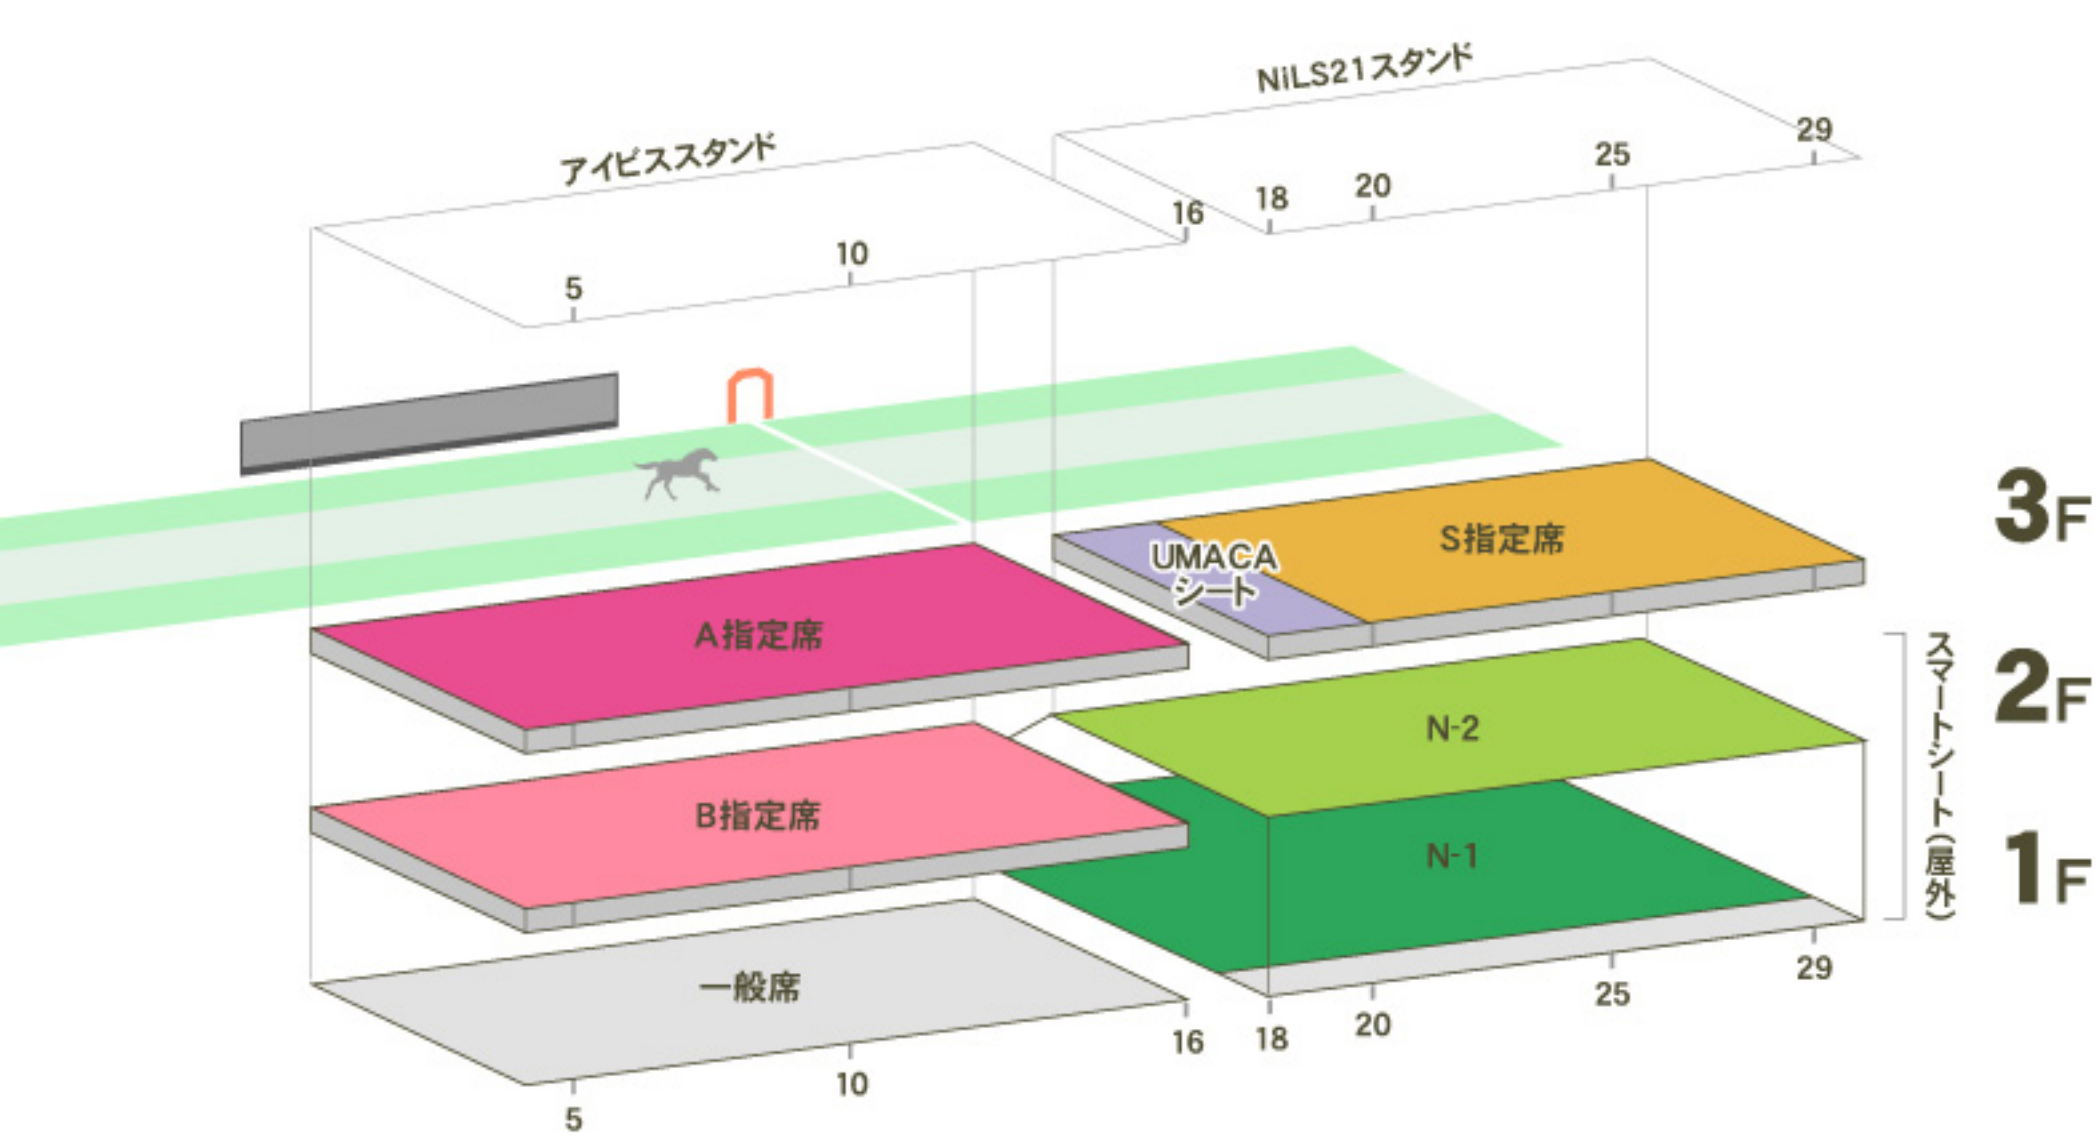 NiLS21スタンド
アイビススタンド
29
25
20
18
16
10
5
3F
S指定席
UMACA
シート
A指定席
2F
スマートシート（屋外）
N-2
B指定席
1F
N-1
一般席
29
25
20
18
16
10
5